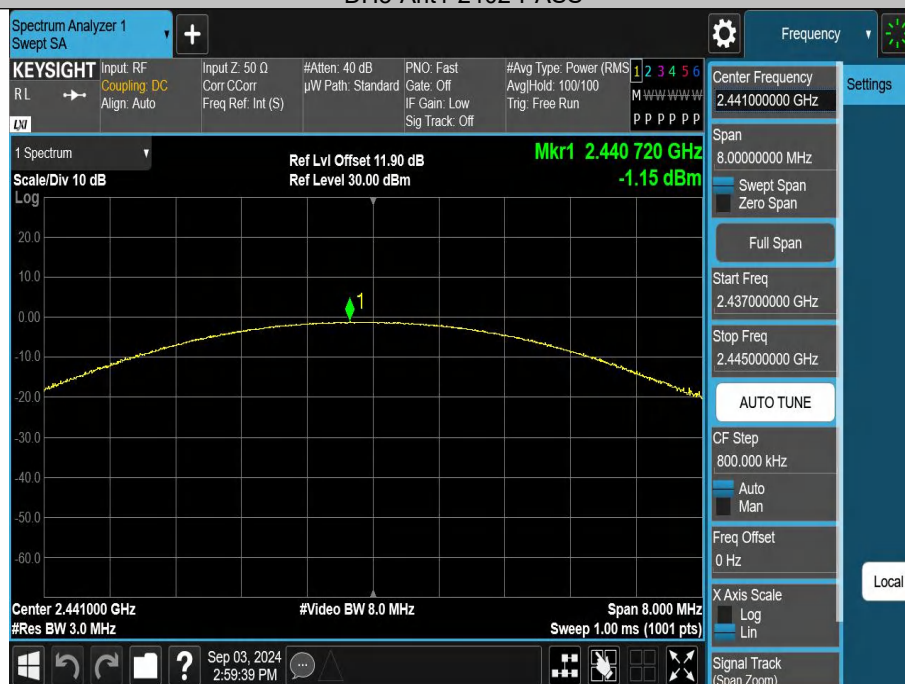 Spectrum Analyzer 1
Swept SA
Frequency
KEYSIGHT
RL
LXI
Input: RF
Coupling: DC
Align: Auto
Input Z: 50 Ω
Corr CCorr
Freq Ref: Int (S)
#Atten: 40 dB
µW Path: Standard
PNO: Fast
Gate: Off
IF Gain: Low
Sig Track: Off
#Avg Type: Power (RMS
Avg|Hold: 100/100
Trig: Free Run
1 2 3 4 5 6
M W W W W W
P P P P P P
Center Frequency
2.441000000 GHz
Settings
1 Spectrum
Scale/Div 10 dB
Log
Ref Lvl Offset 11.90 dB
Ref Level 30.00 dBm
Mkr1 2.440 720 GHz
-1.15 dBm
Span
8.00000000 MHz
Swept Span
Zero Span
Full Span
Start Freq
2.437000000 GHz
Stop Freq
2.445000000 GHz
AUTO TUNE
CF Step
800.000 kHz
Auto
Man
Freq Offset
0 Hz
X Axis Scale
Log
Lin
Signal Track
(Span Zoom)
Local
20.0
10.0
0.00
-10.0
-20.0
-30.0
-40.0
-50.0
-60.0
1
Center 2.441000 GHz
#Res BW 3.0 MHz
#Video BW 8.0 MHz
Span 8.000 MHz
Sweep 1.00 ms (1001 pts)
?
Sep 03, 2024
2:59:39 PM